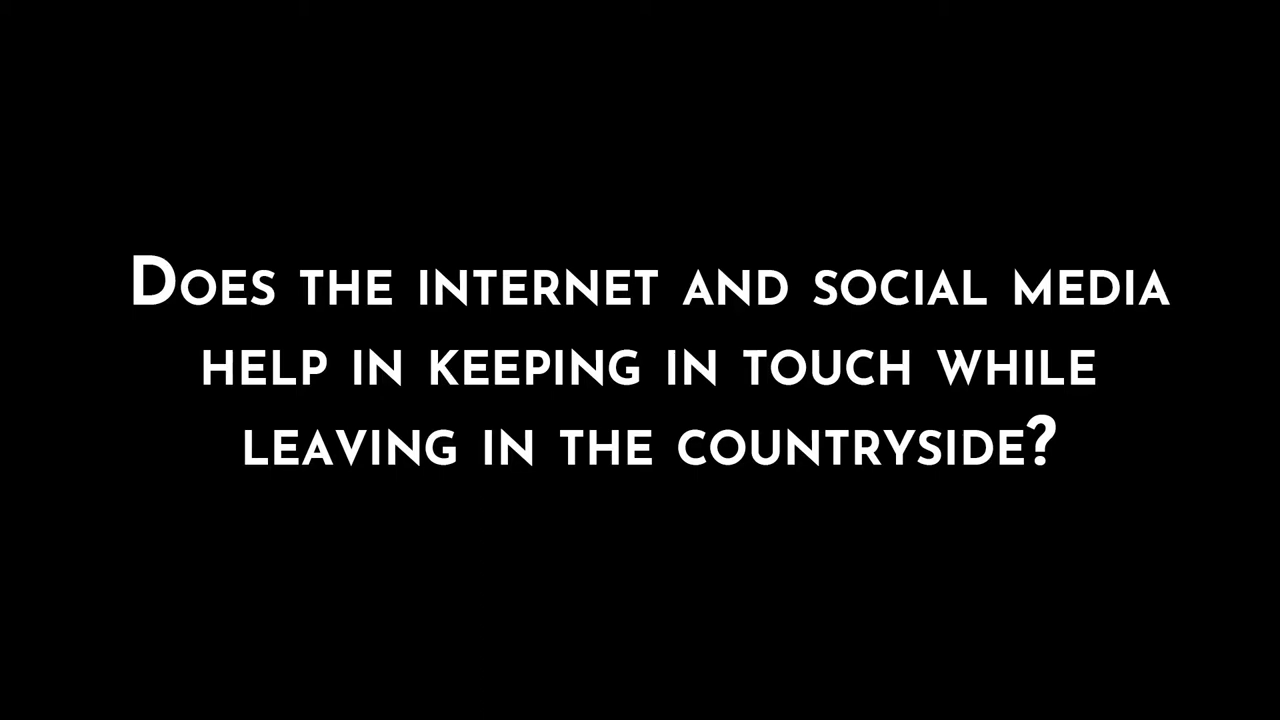 Does the internet and social media
help in keeping in touch while
leaving in the countryside?